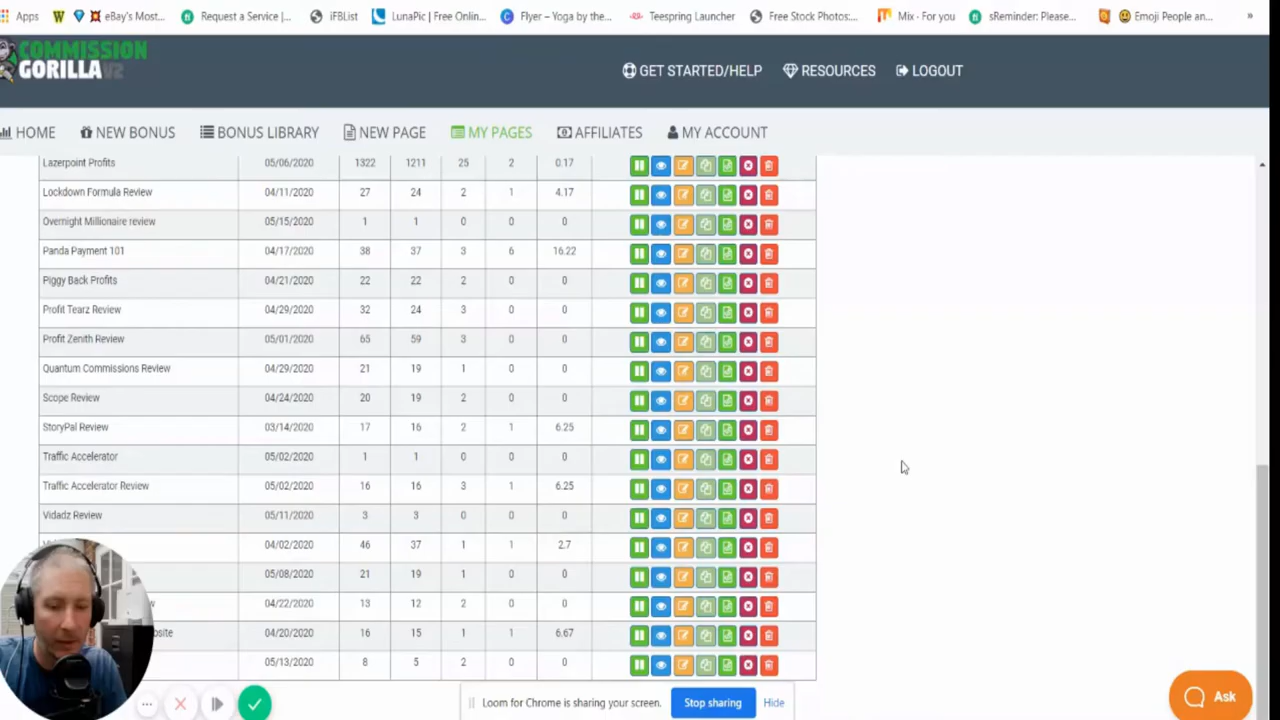 Apps eBay's Most... Request a Service |... iFBList LunaPic | Free Onlin... Flyer – Yoga by the... Teespring Launcher Free Stock Photos:... Mix · For you sReminder: Please... Emoji People an... »
COMMISSION
GORILLA V2
GET STARTED/HELP RESOURCES LOGOUT
HOME NEW BONUS BONUS LIBRARY NEW PAGE MY PAGES AFFILIATES MY ACCOUNT
Lazerpoint Profits 05/06/2020 1322 1211 25 2 0.17
Lockdown Formula Review 04/11/2020 27 24 2 1 4.17
Overnight Millionaire review 05/15/2020 1 1 0 0 0
Panda Payment 101 04/17/2020 38 37 3 6 16.22
Piggy Back Profits 04/21/2020 22 22 2 0 0
Profit Tearz Review 04/29/2020 32 24 3 0 0
Profit Zenith Review 05/01/2020 65 59 3 0 0
Quantum Commissions Review 04/29/2020 21 19 1 0 0
Scope Review 04/24/2020 20 19 2 0 0
StoryPal Review 03/14/2020 17 16 2 1 6.25
Traffic Accelerator 05/02/2020 1 1 0 0 0
Traffic Accelerator Review 05/02/2020 16 16 3 1 6.25
Vidadz Review 05/11/2020 3 3 0 0 0
04/02/2020 46 37 1 1 2.7
05/08/2020 21 19 1 0 0
04/22/2020 13 12 2 0 0
04/20/2020 16 15 1 1 6.67
05/13/2020 8 5 2 0 0
Loom for Chrome is sharing your screen. Stop sharing Hide
Ask